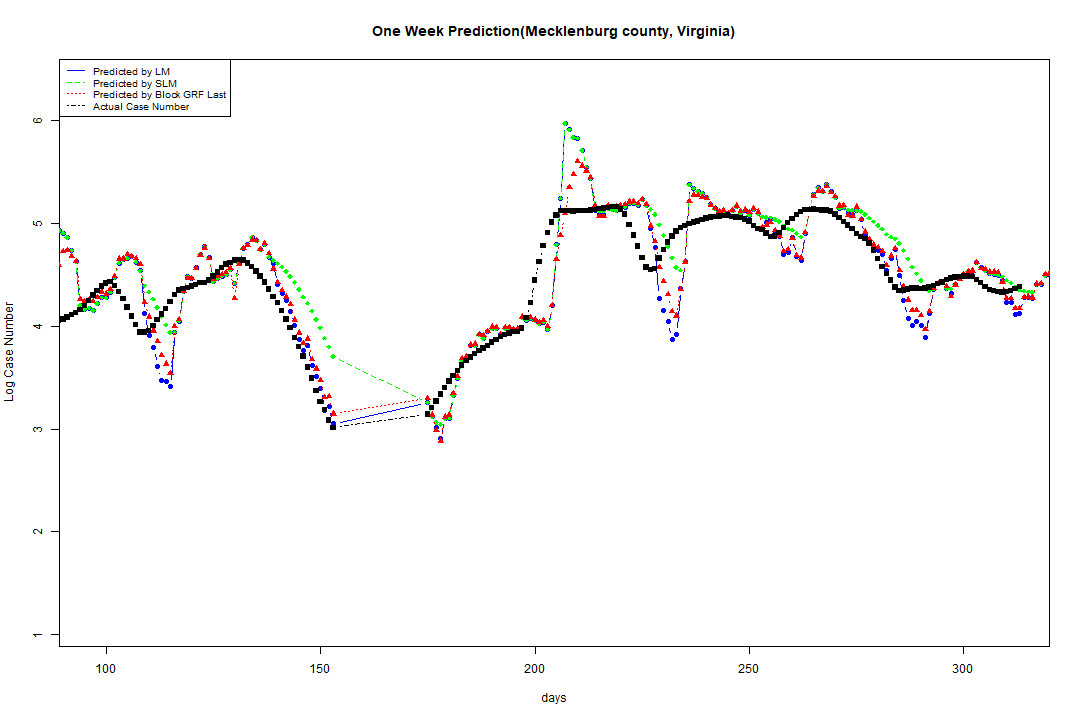 One Week Prediction(Mecklenburg county, Virginia)
Predicted by LM
Predicted by SLM
Predicted by Block GRF Last
Actual Case Number
6
5
4
3
2
1
Log Case Number
100 150 200 250 300
days